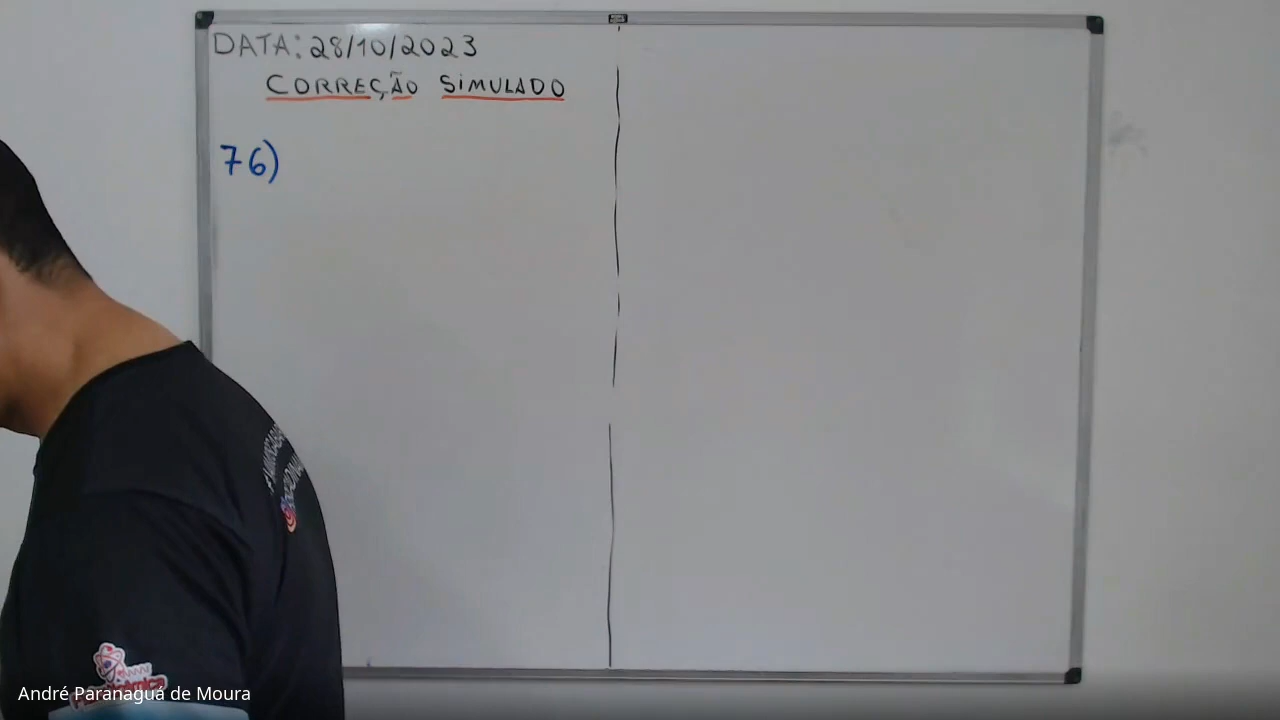 DATA: 28/10/2023
CORREÇÃO SIMULADO
76)
André Paranaguá de Moura